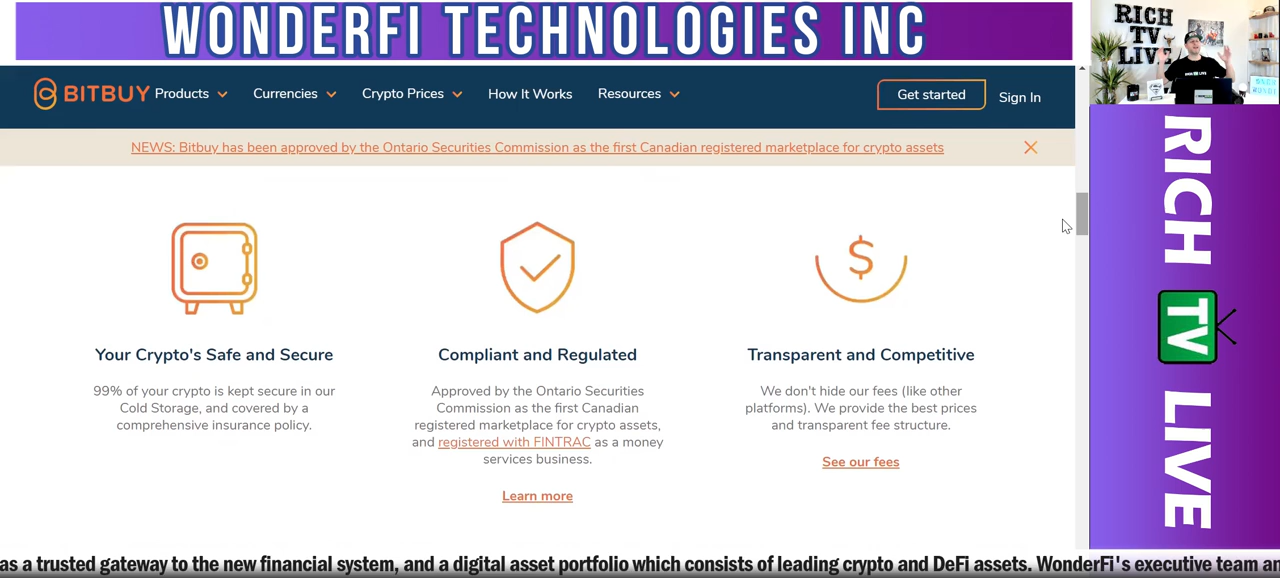 WONDERFI TECHNOLOGIES INC
RICH
TV
LIVE
BITBUY
Products
Currencies
Crypto Prices
How It Works
Resources
Get started
Sign In
NEWS: Bitbuy has been approved by the Ontario Securities Commission as the first Canadian registered marketplace for crypto assets
Your Crypto's Safe and Secure
99% of your crypto is kept secure in our
Cold Storage, and covered by a
comprehensive insurance policy.
Compliant and Regulated
Approved by the Ontario Securities
Commission as the first Canadian
registered marketplace for crypto assets,
and registered with FINTRAC as a money
services business.
Learn more
Transparent and Competitive
We don't hide our fees (like other
platforms). We provide the best prices
and transparent fee structure.
See our fees
RICH TV LIVE
as a trusted gateway to the new financial system, and a digital asset portfolio which consists of leading crypto and DeFi assets. WonderFi's executive team an